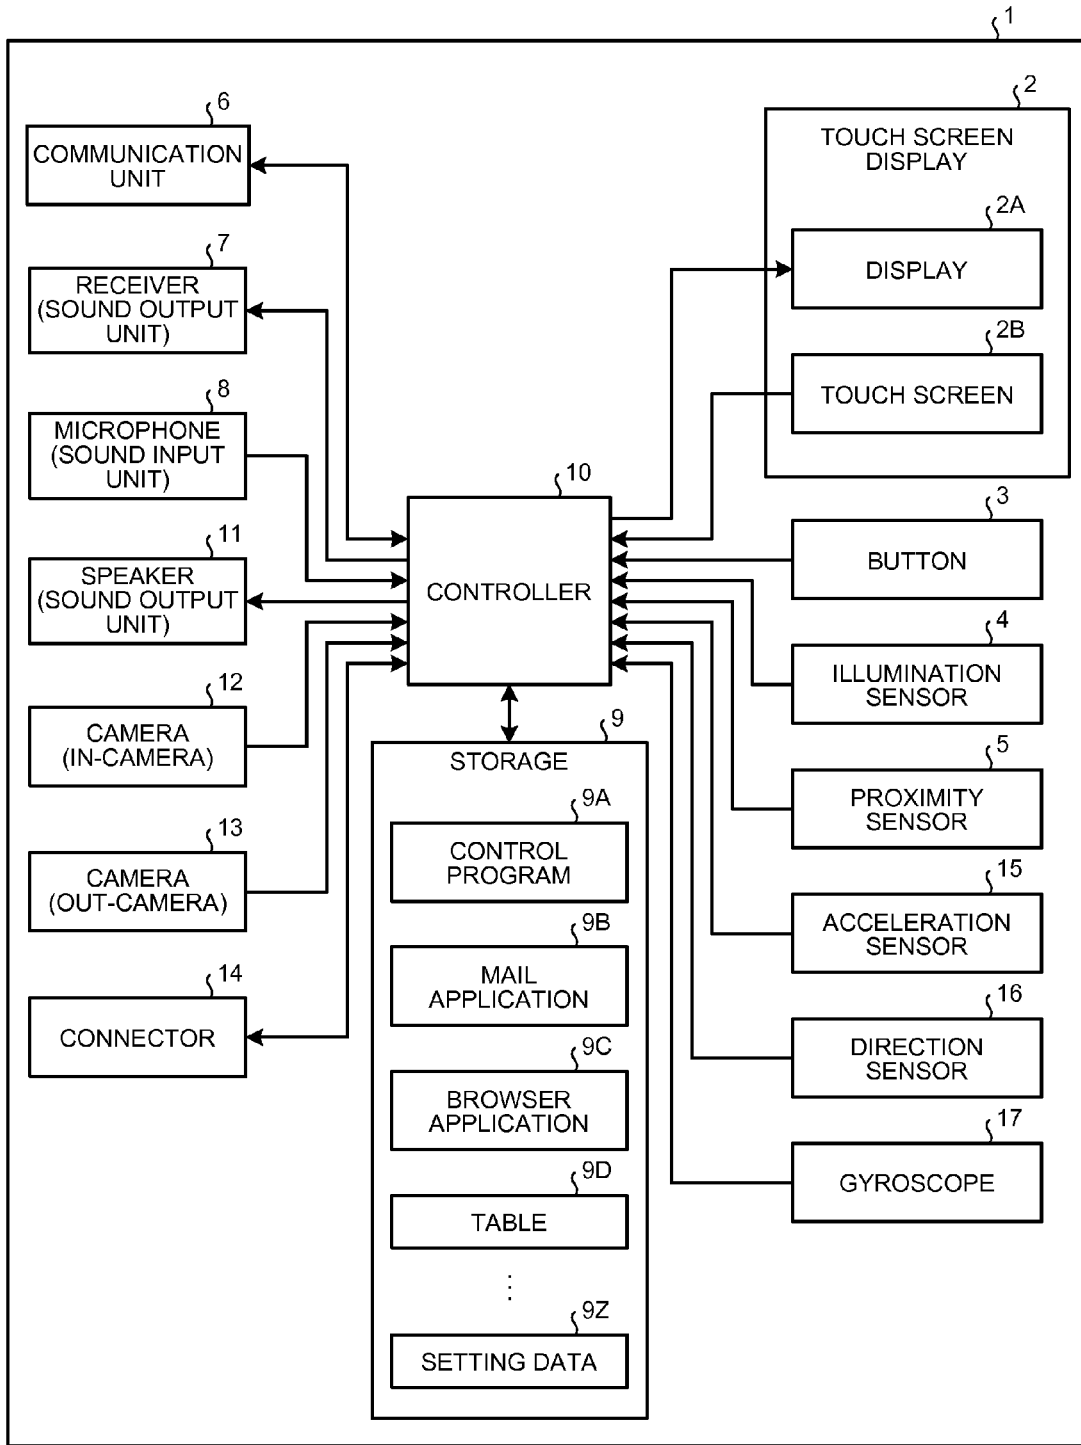 1
6
COMMUNICATION
UNIT
7
RECEIVER
(SOUND OUTPUT
UNIT)
8
MICROPHONE
(SOUND INPUT
UNIT)
11
SPEAKER
(SOUND OUTPUT
UNIT)
12
CAMERA
(IN-CAMERA)
13
CAMERA
(OUT-CAMERA)
14
CONNECTOR
10
CONTROLLER
9
STORAGE
9A
CONTROL
PROGRAM
9B
MAIL
APPLICATION
9C
BROWSER
APPLICATION
9D
TABLE
⋮
9Z
SETTING DATA
2
TOUCH SCREEN
DISPLAY
2A
DISPLAY
2B
TOUCH SCREEN
3
BUTTON
4
ILLUMINATION
SENSOR
5
PROXIMITY
SENSOR
15
ACCELERATION
SENSOR
16
DIRECTION
SENSOR
17
GYROSCOPE